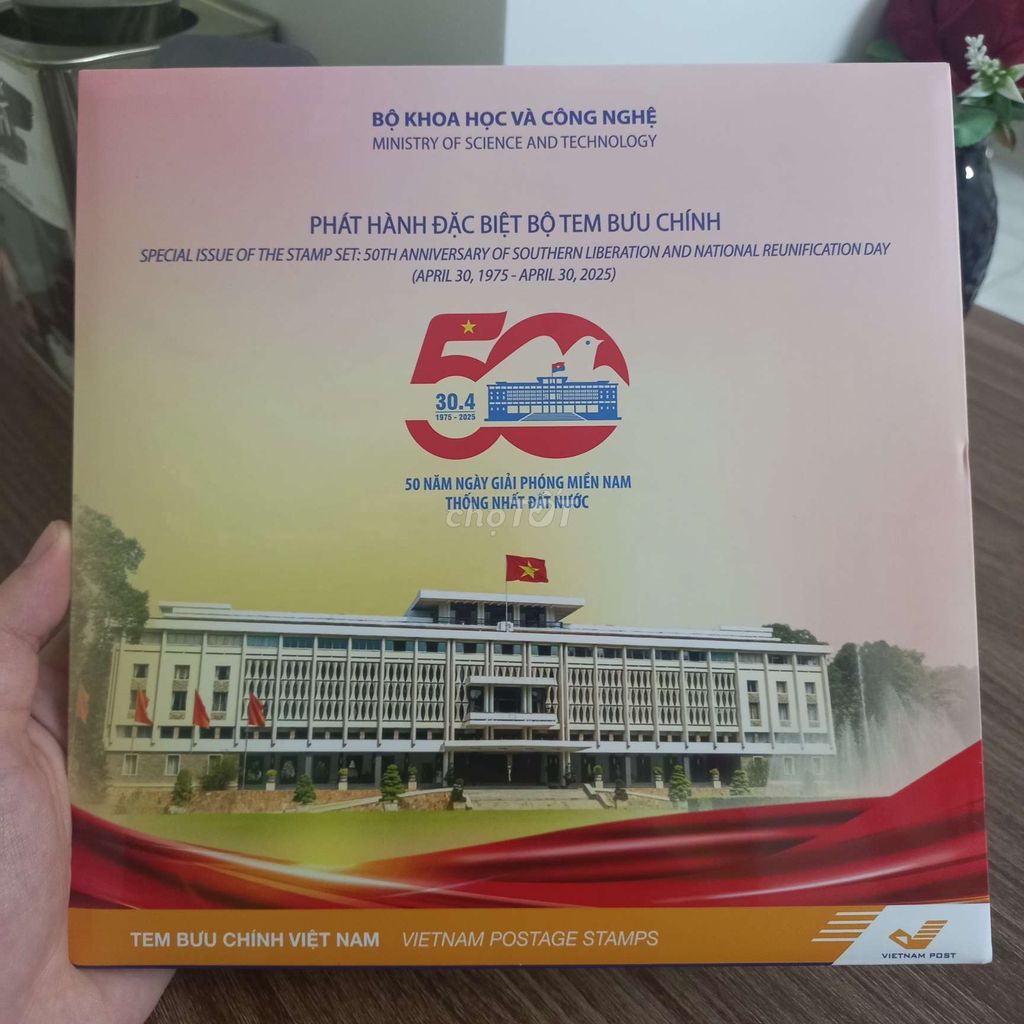 BỘ KHOA HỌC VÀ CÔNG NGHỆ
MINISTRY OF SCIENCE AND TECHNOLOGY
PHÁT HÀNH ĐẶC BIỆT BỘ TEM BƯU CHÍNH
SPECIAL ISSUE OF THE STAMP SET: 50TH ANNIVERSARY OF SOUTHERN LIBERATION AND NATIONAL REUNIFICATION DAY
(APRIL 30, 1975 - APRIL 30, 2025)
50
30.4
1975 - 2025
50 NĂM NGÀY GIẢI PHÓNG MIỀN NAM
THỐNG NHẤT ĐẤT NƯỚC
chợTỐT
TEM BƯU CHÍNH VIỆT NAM VIETNAM POSTAGE STAMPS
VIETNAM POST